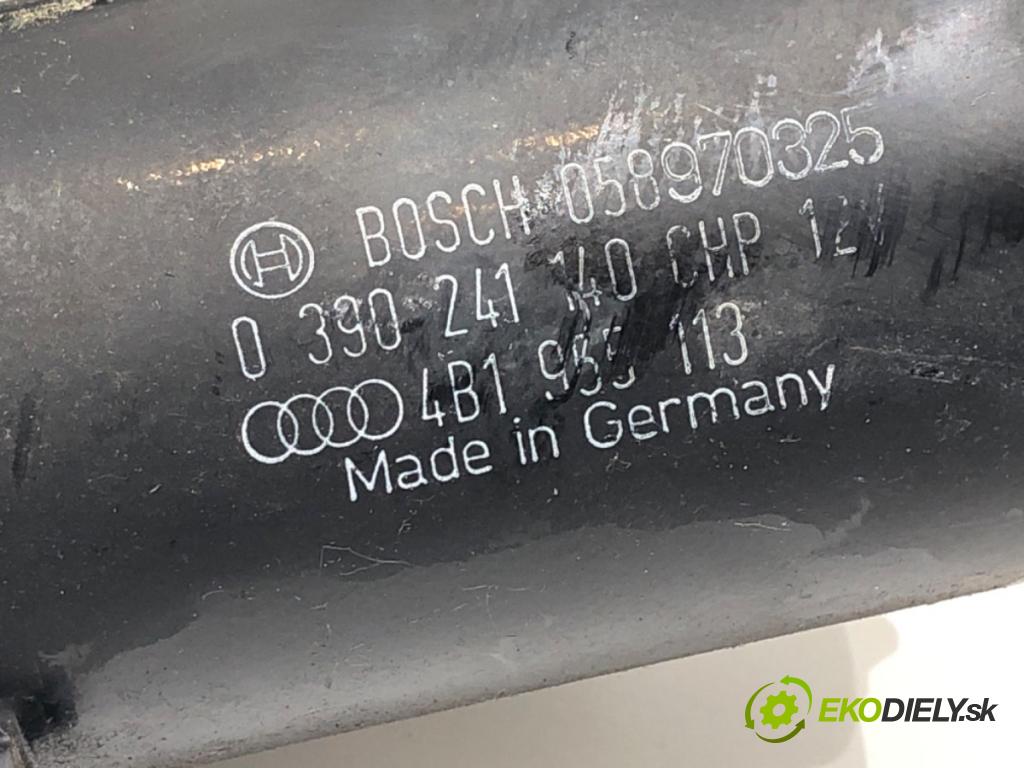 BOSCH 058970325
0 390 241 140 CHP 12V
4B1 955 113
Made in Germany
EKODIELY.sk